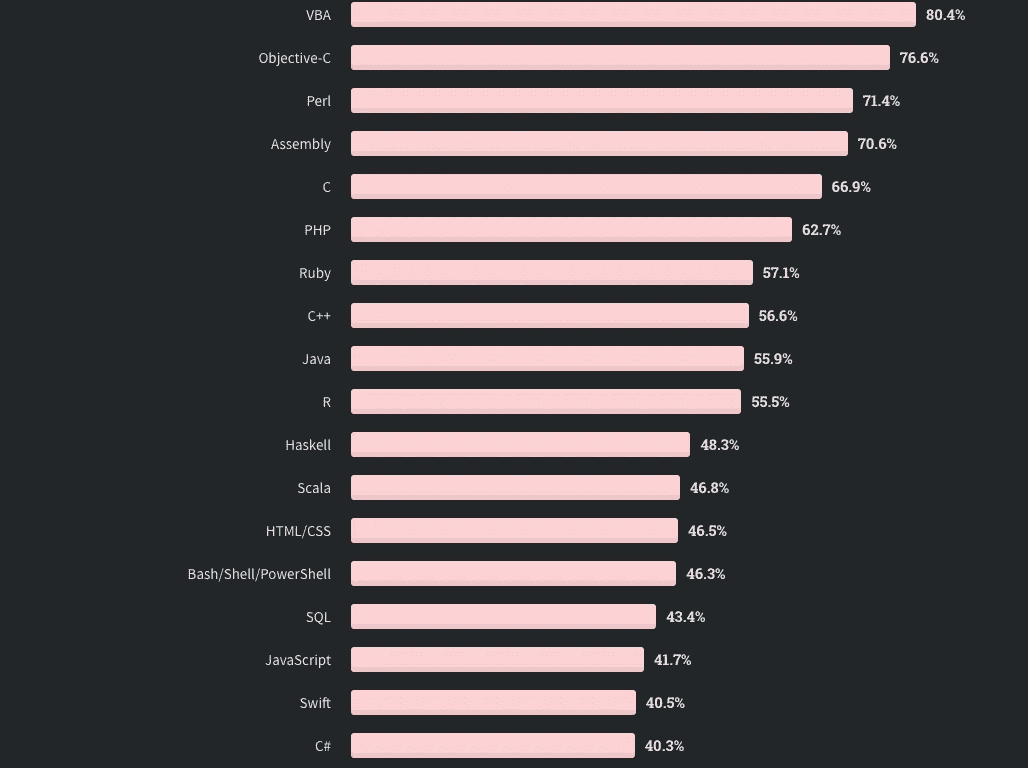 VBA 80.4%
Objective-C 76.6%
Perl 71.4%
Assembly 70.6%
C 66.9%
PHP 62.7%
Ruby 57.1%
C++ 56.6%
Java 55.9%
R 55.5%
Haskell 48.3%
Scala 46.8%
HTML/CSS 46.5%
Bash/Shell/PowerShell 46.3%
SQL 43.4%
JavaScript 41.7%
Swift 40.5%
C# 40.3%